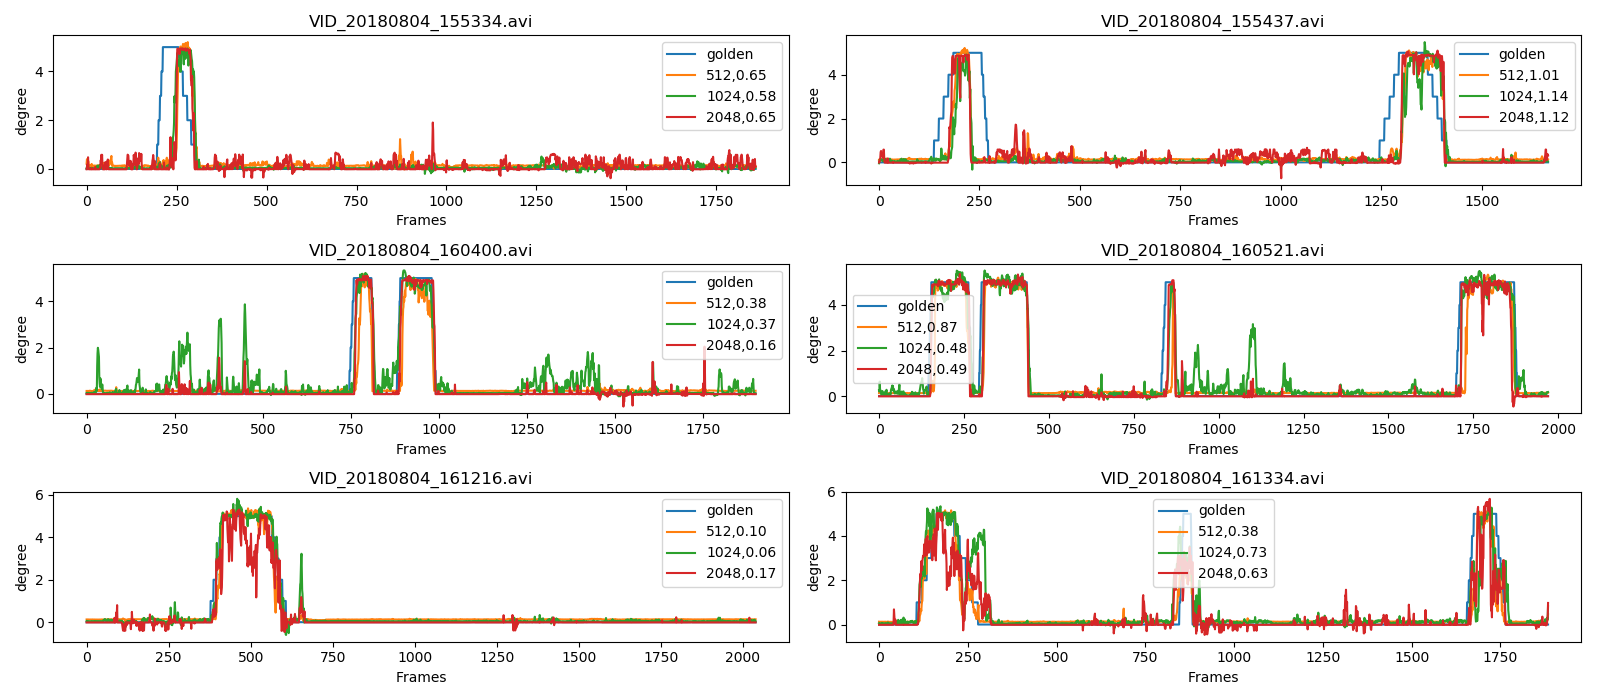 VID_20180804_155334.avi
degree
4
2
0
golden
512,0.65
1024,0.58
2048,0.65
0 250 500 750 1000 1250 1500 1750
Frames
VID_20180804_155437.avi
degree
4
2
0
golden
512,1.01
1024,1.14
2048,1.12
0 250 500 750 1000 1250 1500
Frames
VID_20180804_160400.avi
degree
4
2
0
golden
512,0.38
1024,0.37
2048,0.16
0 250 500 750 1000 1250 1500 1750
Frames
VID_20180804_160521.avi
degree
4
2
0
golden
512,0.87
1024,0.48
2048,0.49
0 250 500 750 1000 1250 1500 1750 2000
Frames
VID_20180804_161216.avi
degree
6
4
2
0
golden
512,0.10
1024,0.06
2048,0.17
0 250 500 750 1000 1250 1500 1750 2000
Frames
VID_20180804_161334.avi
degree
6
4
2
0
golden
512,0.38
1024,0.73
2048,0.63
0 250 500 750 1000 1250 1500 1750
Frames